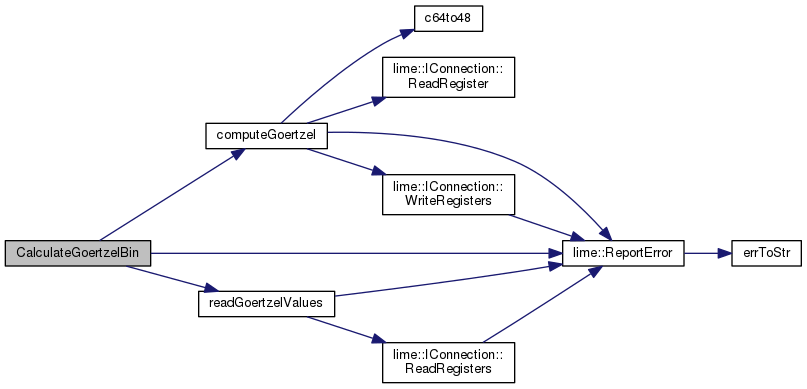 c64to48
lime::IConnection::
ReadRegister
computeGoertzel
lime::IConnection::
WriteRegisters
CalculateGoertzelBin
lime::ReportError
errToStr
readGoertzelValues
lime::IConnection::
ReadRegisters